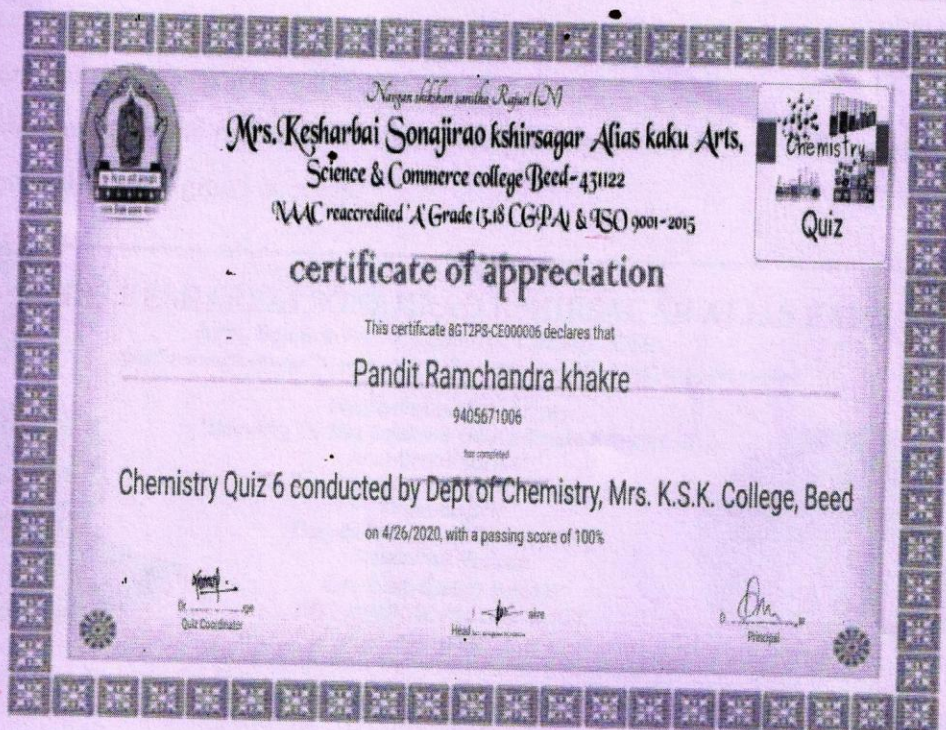 Navgan shikshan sanstha Rajuri (N)
Mrs.Kesharbai Sonajirao kshirsagar Alias kaku Arts,
Science & Commerce college Beed-431122
NAAC reaccredited 'A' Grade (3.18 CGPA) & ISO 9001-2015
Chemistry
Quiz
certificate of appreciation
This certificate 8GT2PS-CE000006 declares that
Pandit Ramchandra khakre
9405671006
has completed
Chemistry Quiz 6 conducted by Dept of Chemistry, Mrs. K.S.K. College, Beed
on 4/26/2020, with a passing score of 100%
Dr.
Quiz Coordinator
Head
Principal